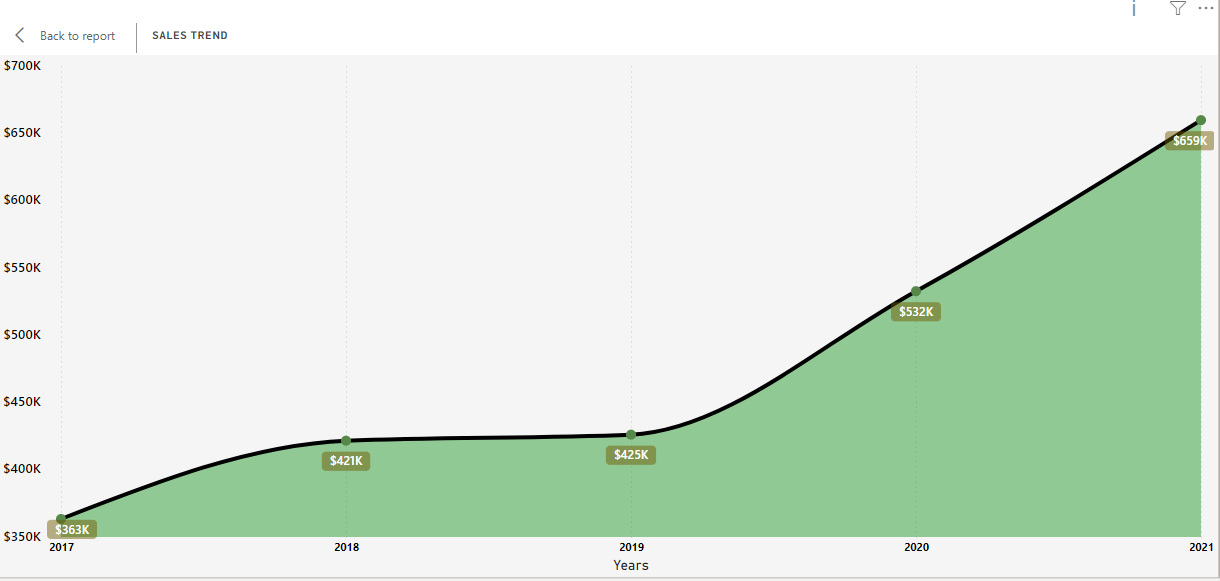 Back to report
SALES TREND
$700K
$650K
$600K
$550K
$500K
$450K
$400K
$350K
$363K
$421K
$425K
$532K
$659K
2017
2018
2019
2020
2021
Years